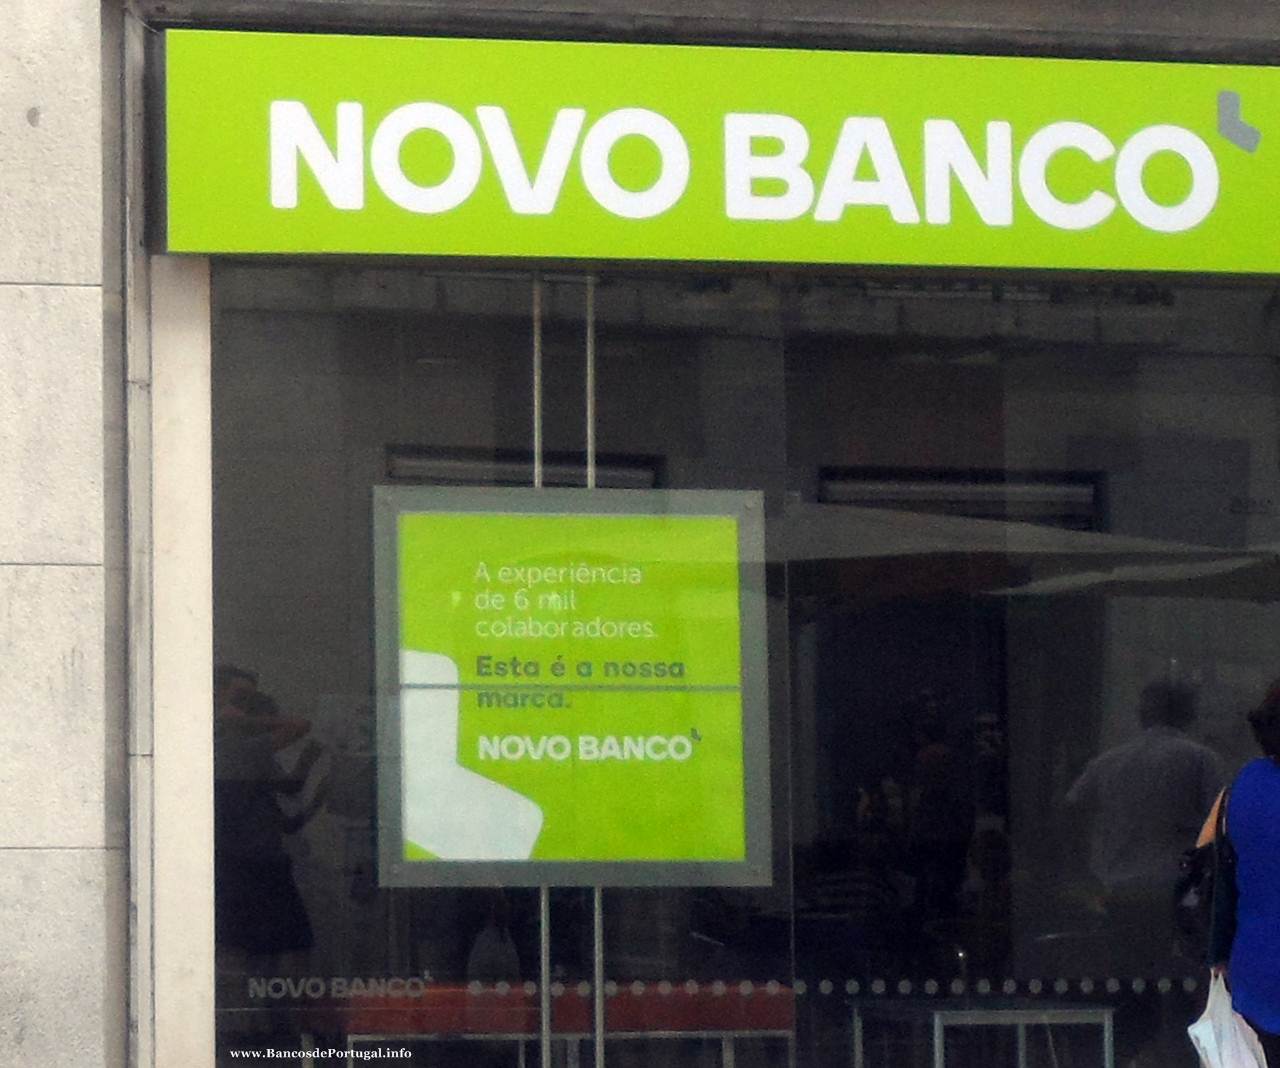 NOVO BANCO
A experiência
de 6 mil
colaboradores.
Esta é a nossa
marca.
NOVO BANCO
NOVO BANCO
www.BancosdePortugal.info